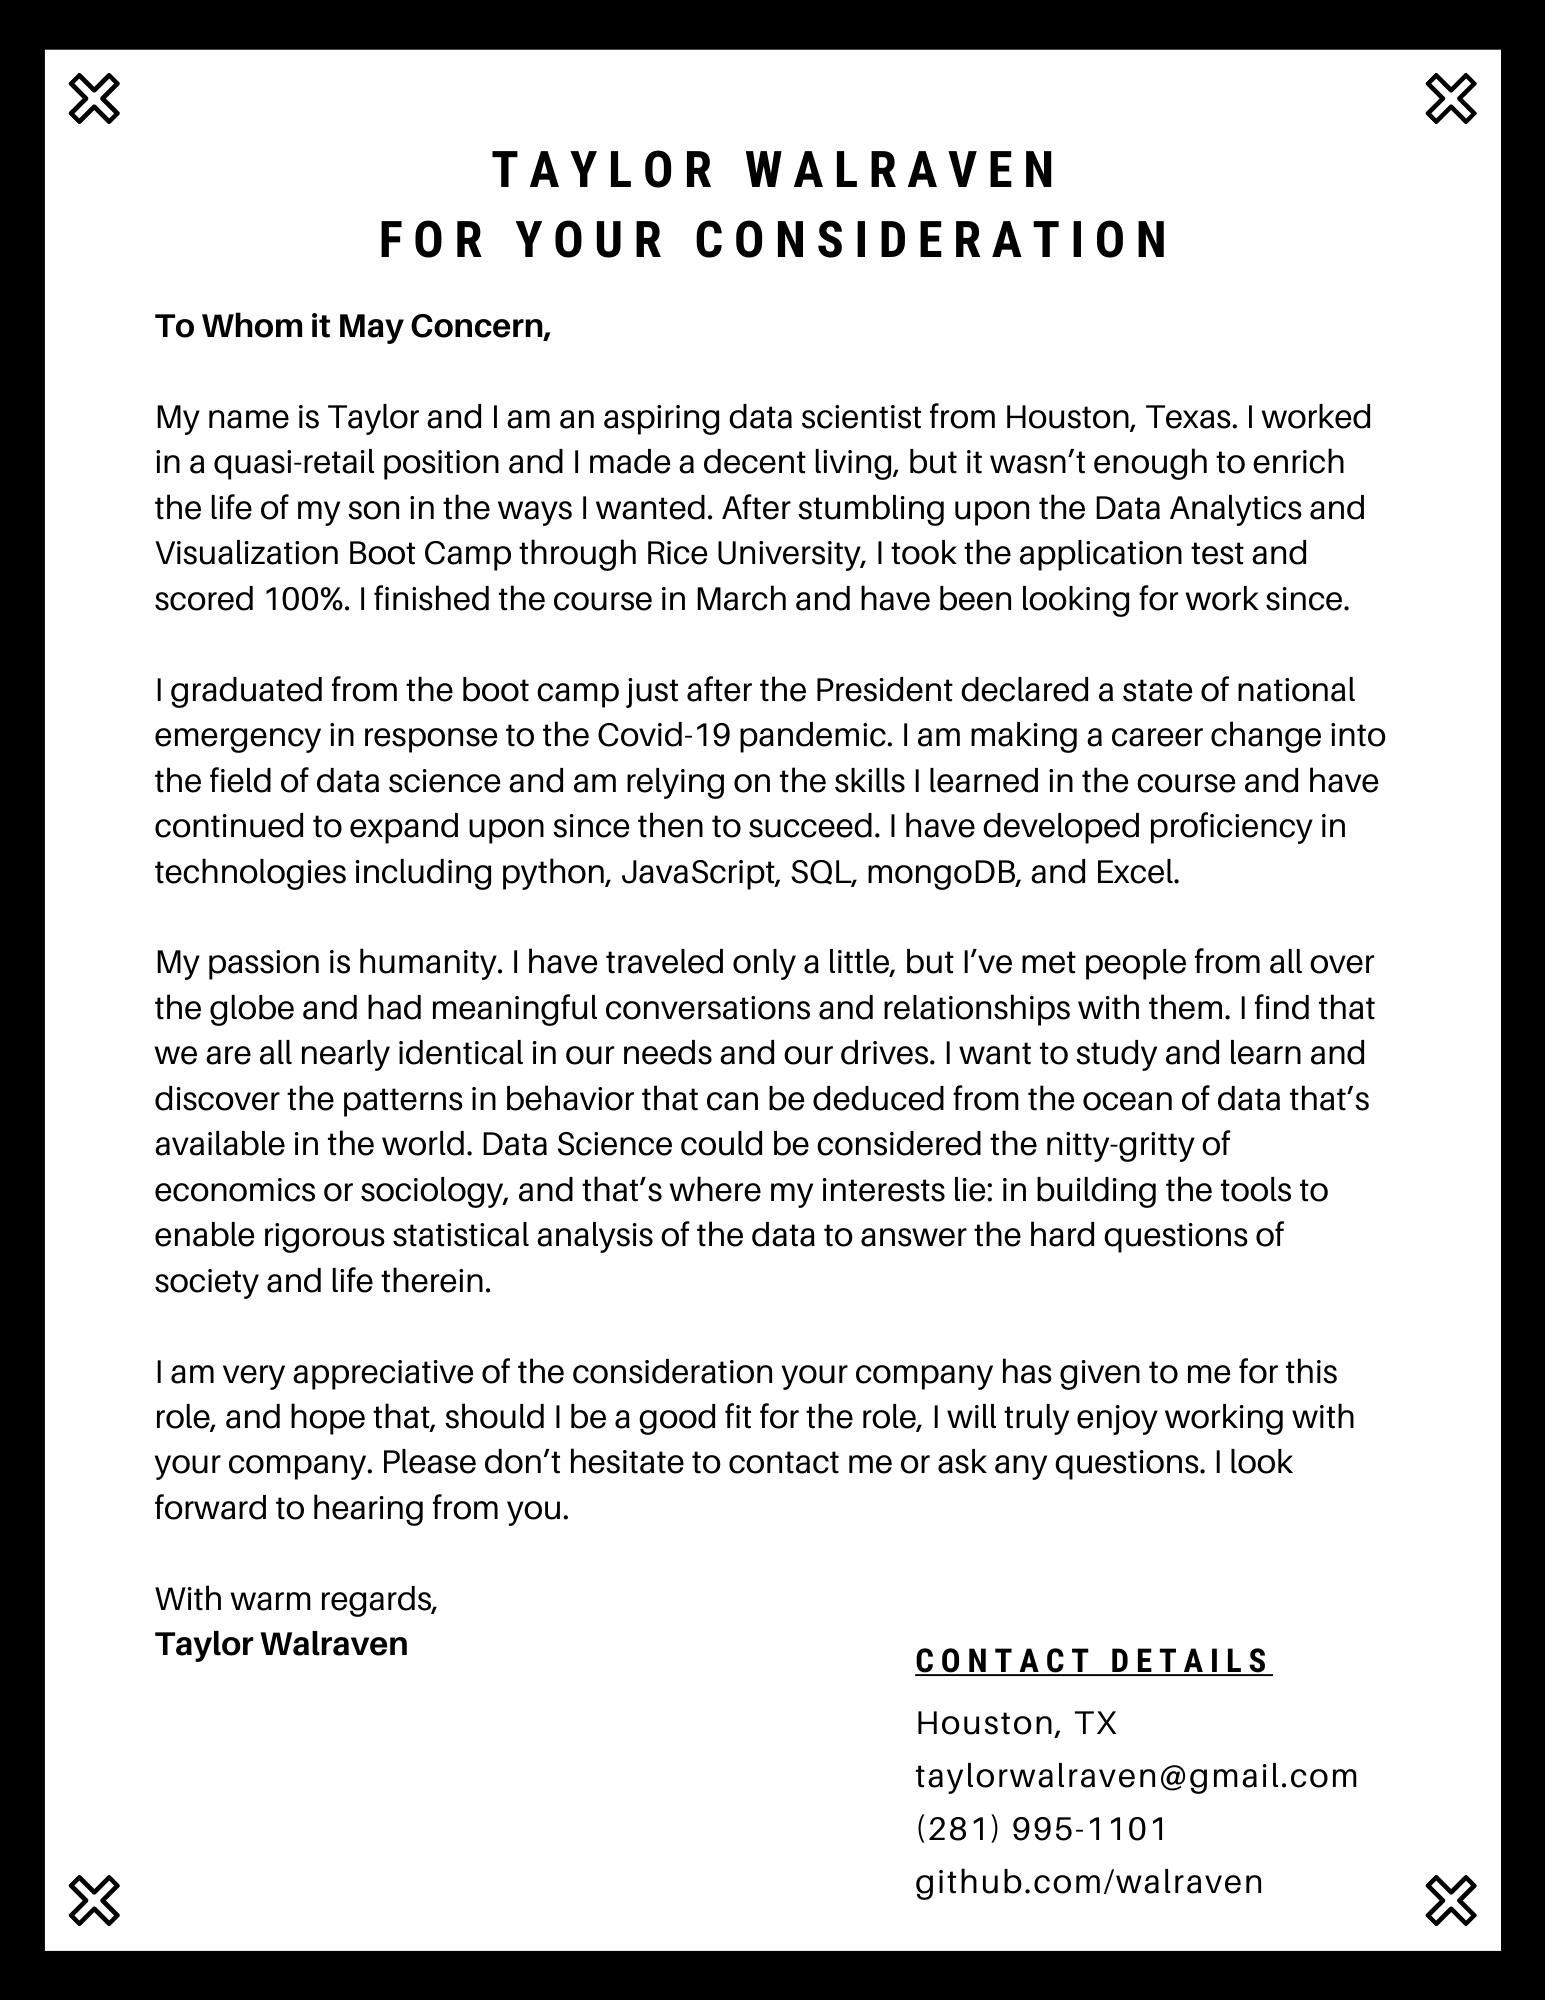 TAYLOR WALRAVEN
FOR YOUR CONSIDERATION
To Whom it May Concern,
My name is Taylor and I am an aspiring data scientist from Houston, Texas. I worked
in a quasi-retail position and I made a decent living, but it wasn’t enough to enrich
the life of my son in the ways I wanted. After stumbling upon the Data Analytics and
Visualization Boot Camp through Rice University, I took the application test and
scored 100%. I finished the course in March and have been looking for work since.
I graduated from the boot camp just after the President declared a state of national
emergency in response to the Covid-19 pandemic. I am making a career change into
the field of data science and am relying on the skills I learned in the course and have
continued to expand upon since then to succeed. I have developed proficiency in
technologies including python, JavaScript, SQL, mongoDB, and Excel.
My passion is humanity. I have traveled only a little, but I’ve met people from all over
the globe and had meaningful conversations and relationships with them. I find that
we are all nearly identical in our needs and our drives. I want to study and learn and
discover the patterns in behavior that can be deduced from the ocean of data that’s
available in the world. Data Science could be considered the nitty-gritty of
economics or sociology, and that’s where my interests lie: in building the tools to
enable rigorous statistical analysis of the data to answer the hard questions of
society and life therein.
I am very appreciative of the consideration your company has given to me for this
role, and hope that, should I be a good fit for the role, I will truly enjoy working with
your company. Please don’t hesitate to contact me or ask any questions. I look
forward to hearing from you.
With warm regards,
Taylor Walraven
CONTACT DETAILS
Houston, TX
taylorwalraven@gmail.com
(281) 995-1101
github.com/walraven